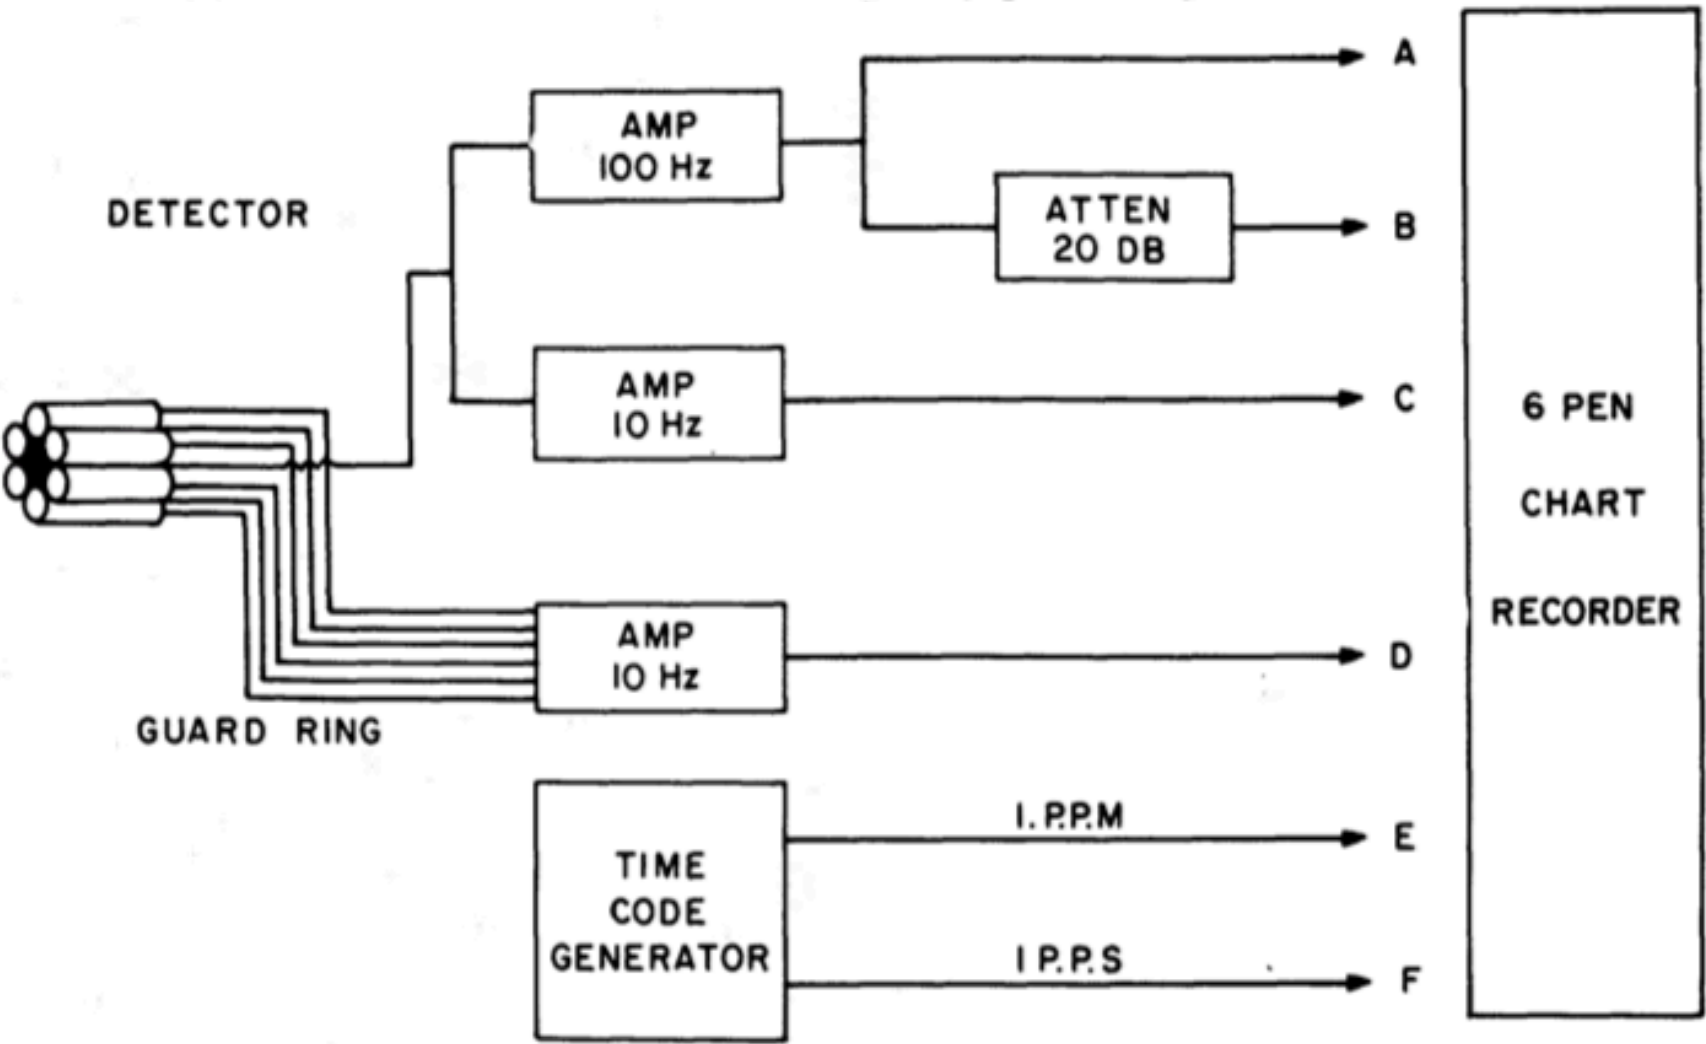 A
AMP
100 Hz
DETECTOR
ATTEN
20 DB
B
AMP
10 Hz
C
6 PEN
CHART
RECORDER
AMP
10 Hz
D
GUARD RING
1. P.P.M
E
TIME
CODE
GENERATOR
1 P.P.S
F